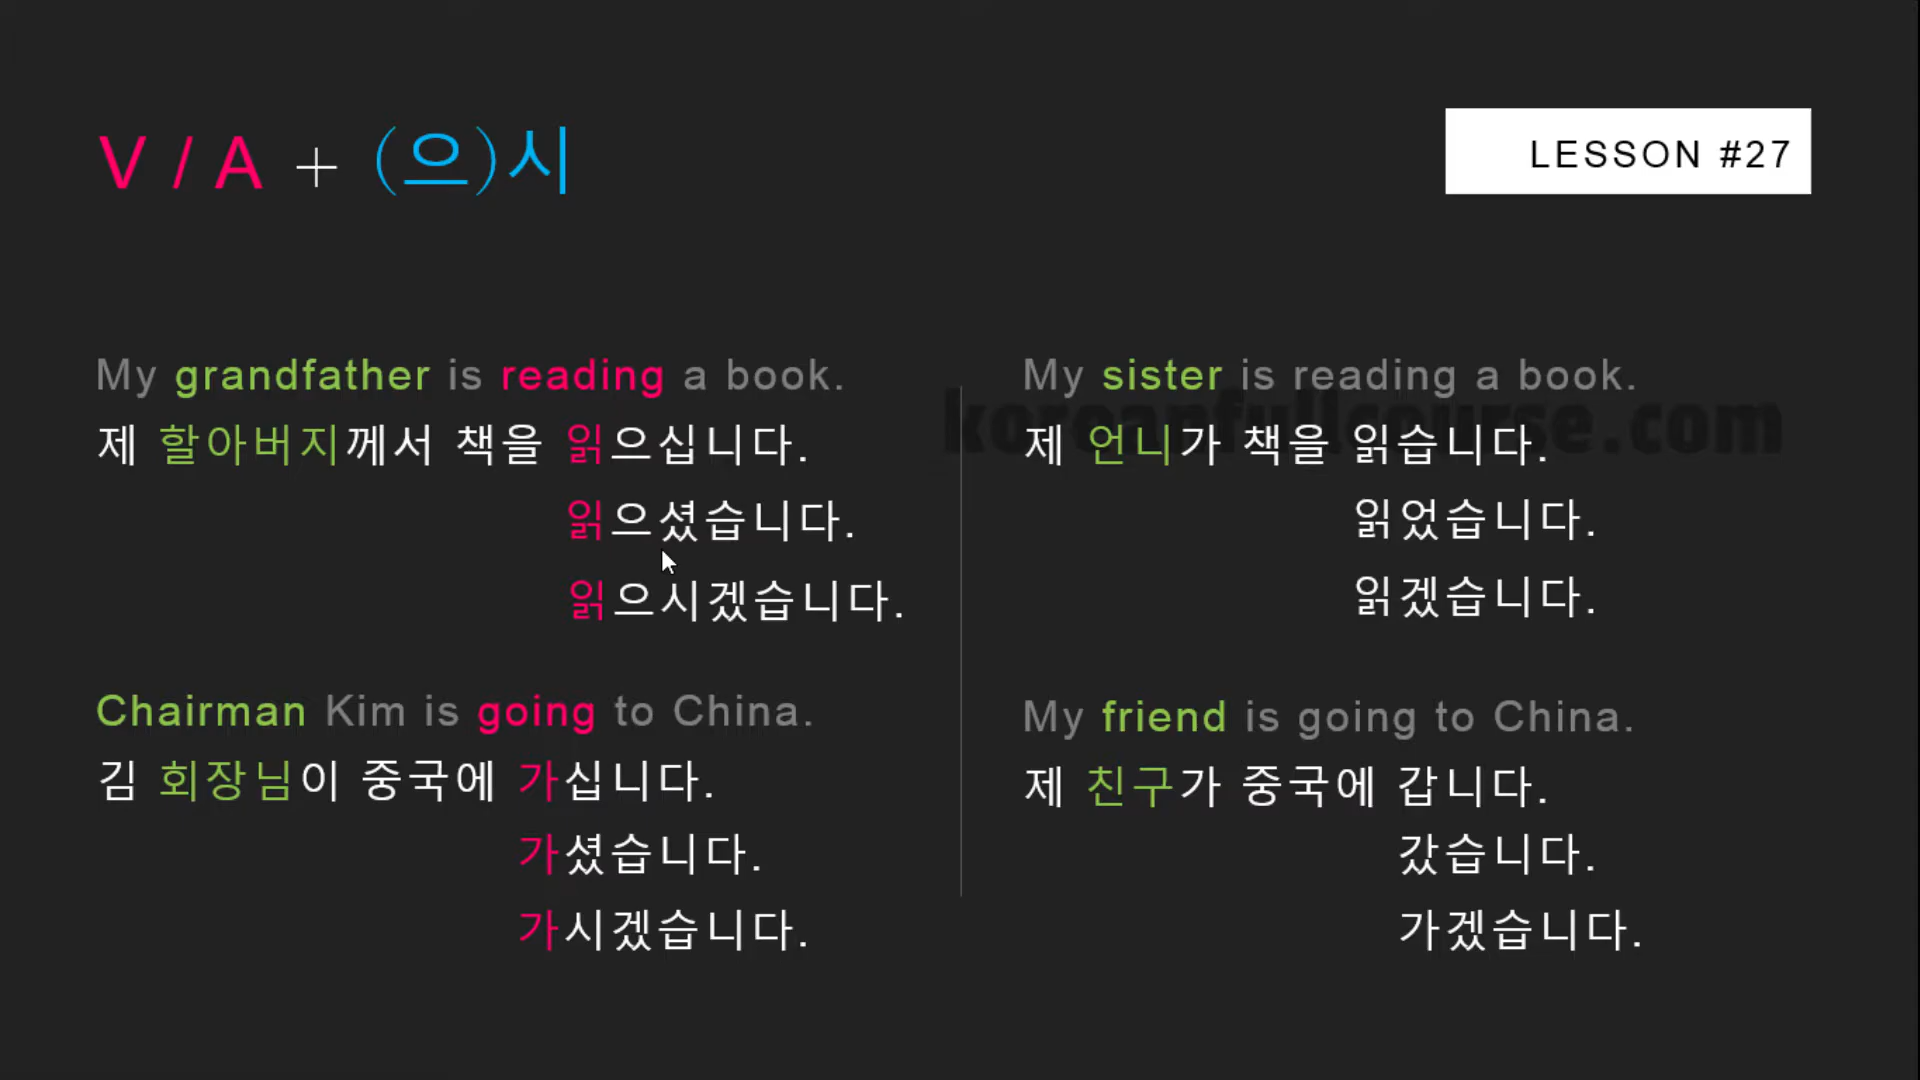 V / A + (으)시
LESSON #27
My grandfather is reading a book.
제 할아버지께서 책을 읽으십니다.
읽으셨습니다.
읽으시겠습니다.
Chairman Kim is going to China.
김 회장님이 중국에 가십니다.
가셨습니다.
가시겠습니다.
My sister is reading a book.
koreanfullcourse.com
제 언니가 책을 읽습니다.
읽었습니다.
읽겠습니다.
My friend is going to China.
제 친구가 중국에 갑니다.
갔습니다.
가겠습니다.